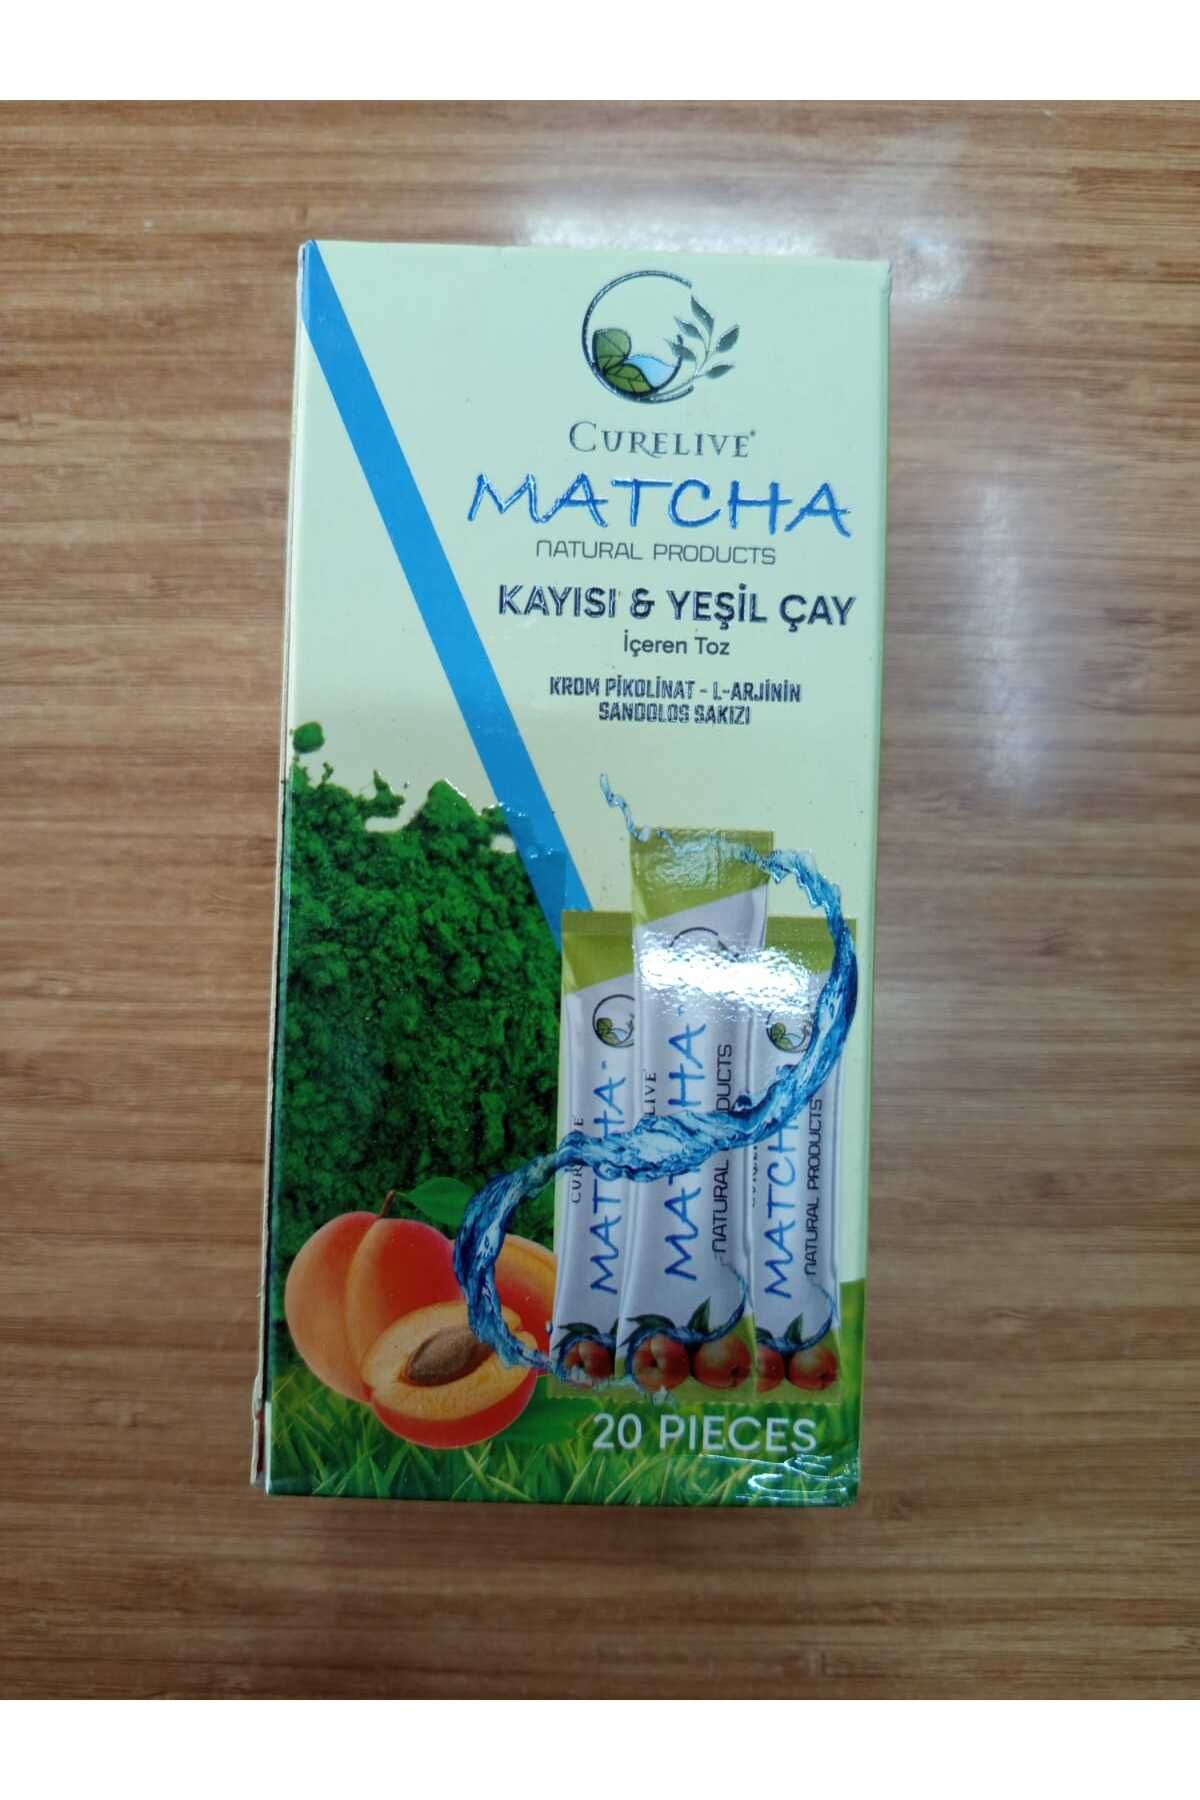 CURELIVE®
MATCHA
NATURAL PRODUCTS
KAYISI & YEŞİL ÇAY
İçeren Toz
KROM PİKOLİNAT - L-ARJİNİN
SANDOLOS SAKIZI
CURELIVE
MATCHA
MATCHA
NATURAL PRODUCTS
MATCHA
NATURAL PRODUCTS
20 PIECES